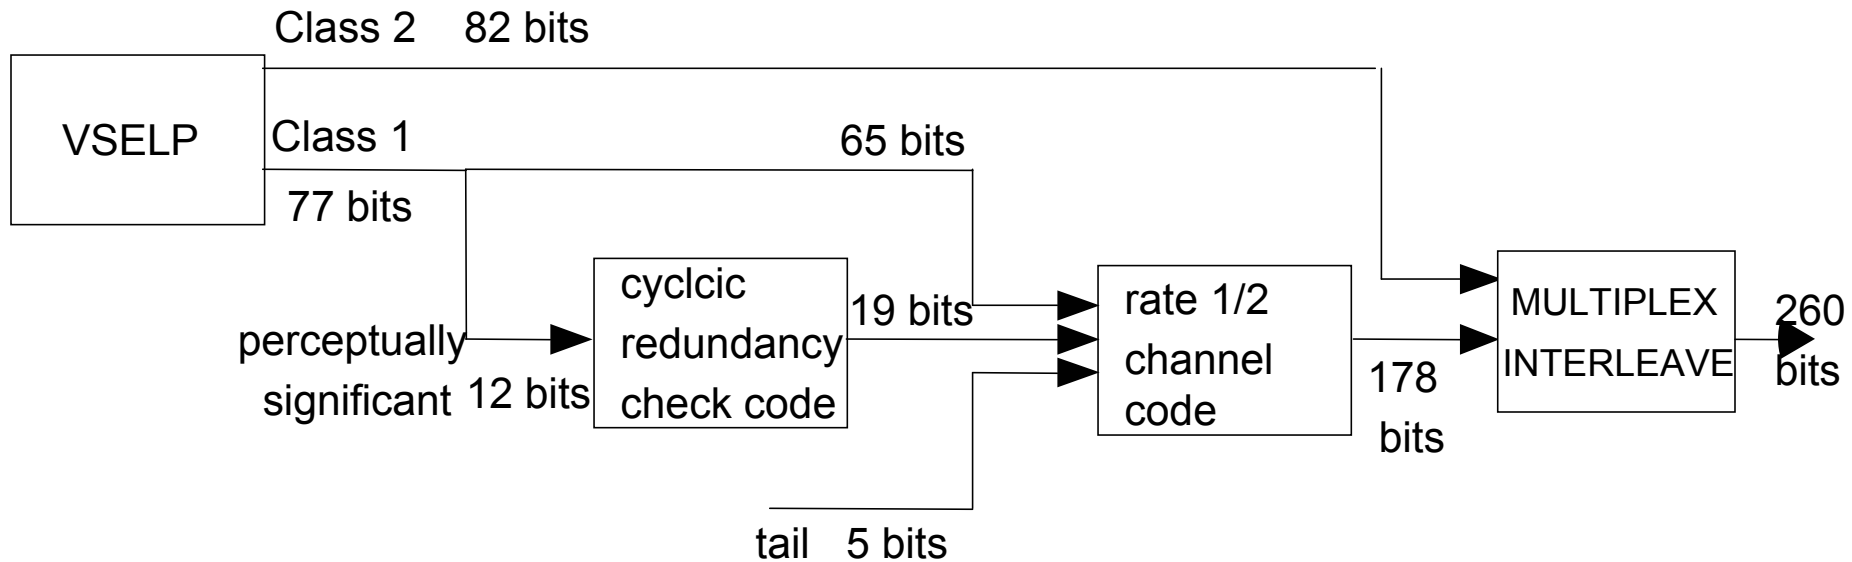 Class 2 82 bits
VSELP
Class 1
77 bits
65 bits
perceptually
significant
12 bits
cyclcic
redundancy
check code
19 bits
tail 5 bits
rate 1/2
channel
code
178
bits
MULTIPLEX
INTERLEAVE
260
bits